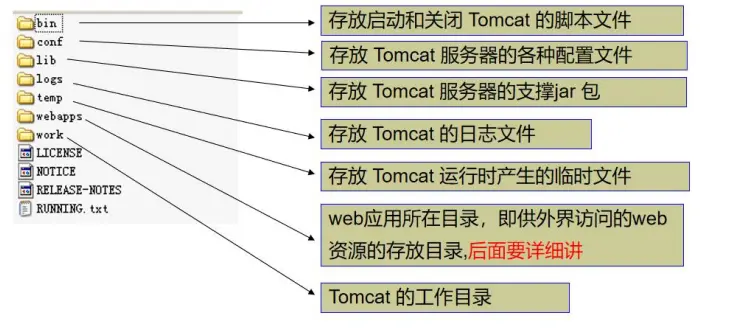 bin
conf
lib
logs
temp
webapps
work
LICENSE
NOTICE
RELEASE-NOTES
RUNNING.txt
存放启动和关闭 Tomcat 的脚本文件
存放 Tomcat 服务器的各种配置文件
存放 Tomcat 服务器的支撑jar 包
存放 Tomcat 的日志文件
存放 Tomcat 运行时产生的临时文件
web应用所在目录，即供外界访问的web
资源的存放目录,后面要详细讲
Tomcat 的工作目录